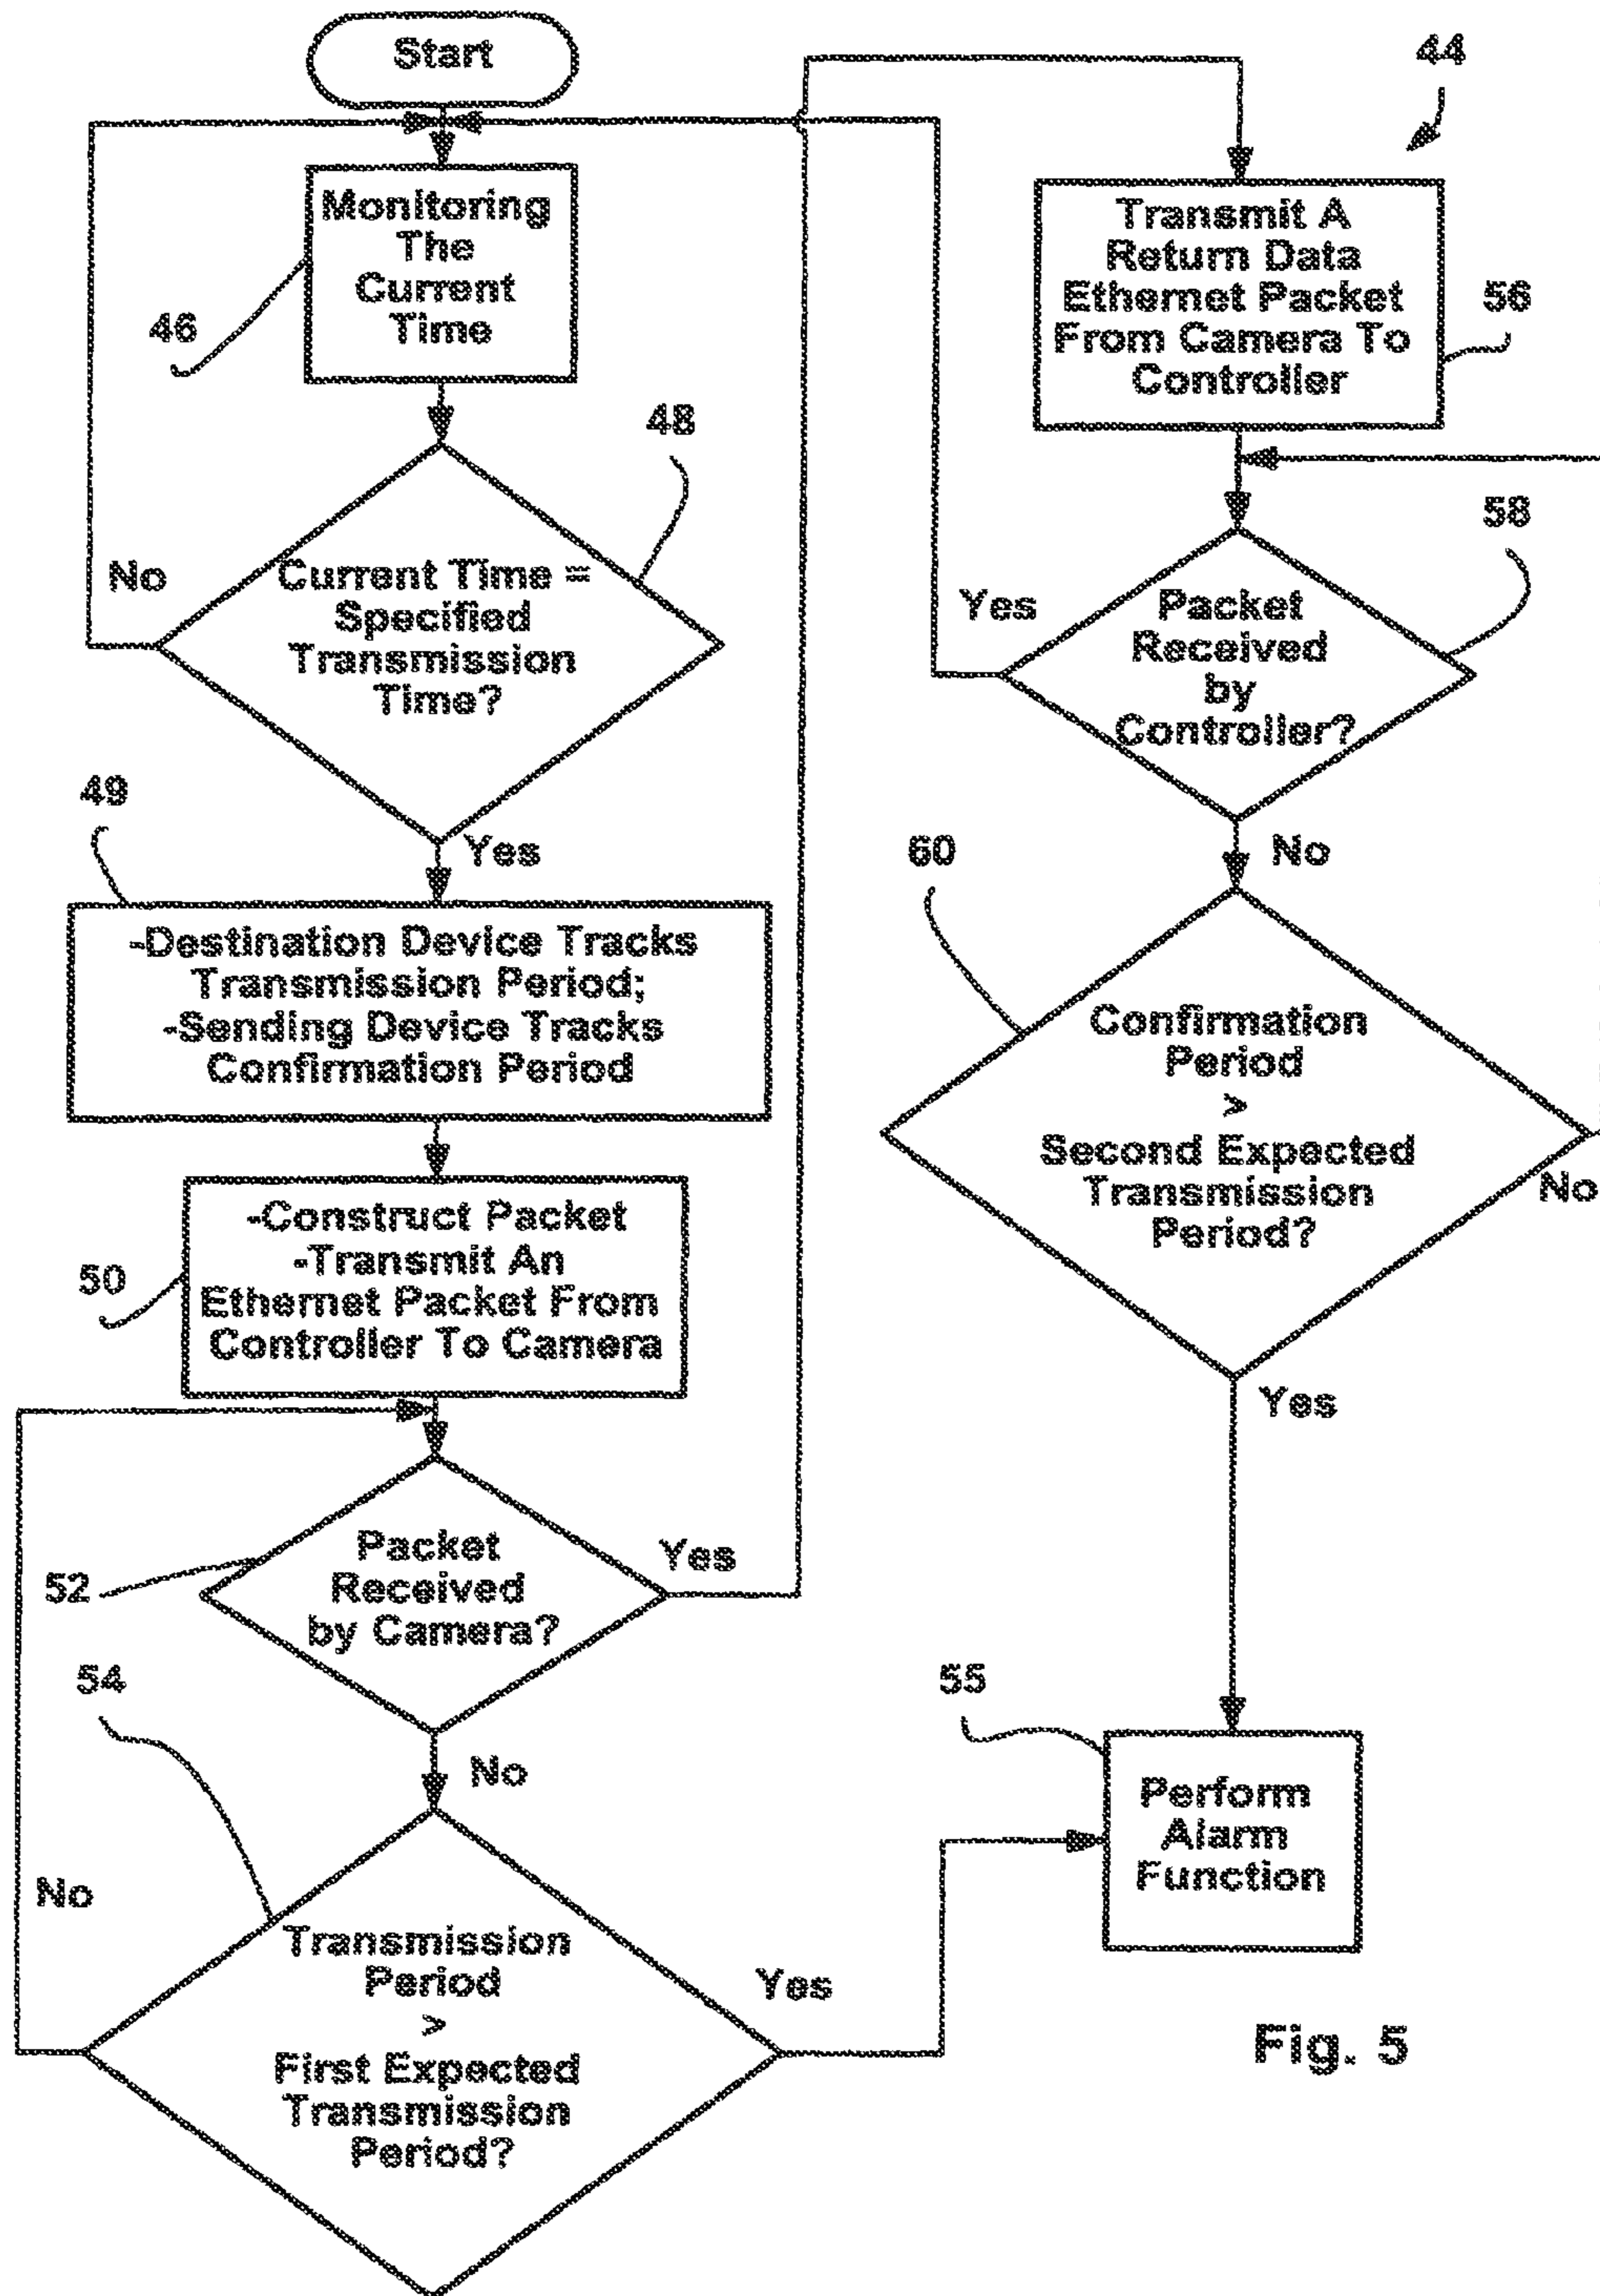 Start
46
Monitoring
The
Current
Time
48
No
Current Time =
Specified
Transmission
Time?
Yes
49
-Destination Device Tracks
Transmission Period;
-Sending Device Tracks
Confirmation Period
50
-Construct Packet
-Transmit An
Ethernet Packet From
Controller To Camera
52
Packet
Received
by Camera?
Yes
No
54
No
Transmission
Period
>
First Expected
Transmission
Period?
Yes
44
Transmit A
Return Data
Ethernet Packet
From Camera To
Controller
56
58
Yes
Packet
Received
by
Controller?
No
60
Confirmation
Period
>
Second Expected
Transmission
Period?
No
Yes
55
Perform
Alarm
Function
Fig. 5